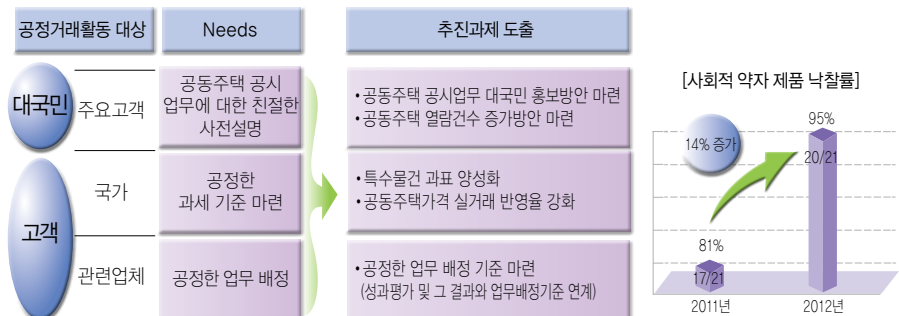 공정거래활동 대상
Needs
추진과제 도출
대국민
주요고객
공동주택 공시
업무에 대한 친절한
사전설명
•공동주택 공시업무 대국민 홍보방안 마련
•공동주택 열람건수 증가방안 마련
고객
국가
공정한
과세 기준 마련
•특수물건 과표 양성화
•공동주택가격 실거래 반영율 강화
관련업체
공정한 업무 배정
•공정한 업무 배정 기준 마련
(성과평가 및 그 결과와 업무배정기준 연계)
[사회적 약자 제품 낙찰률]
14% 증가
95%
20/21
81%
17/21
2011년
2012년